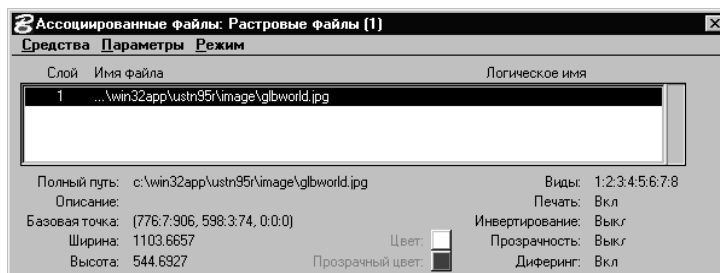 Ассоциированные файлы: Растровые файлы (1)
Средства Параметры Режим
Слой Имя файла Логическое имя
1 ...\win32app\ustn95r\image\glbworld.jpg
Полный путь: c:\win32app\ustn95r\image\glbworld.jpg Виды: 1:2:3:4:5:6:7:8
Описание: Печать: Вкл
Базовая точка: (776:7:906, 598:3:74, 0:0:0) Инвертирование: Выкл
Ширина: 1103.6657 Цвет: Прозрачность: Выкл
Высота: 544.6927 Прозрачный цвет: Диферинг: Вкл